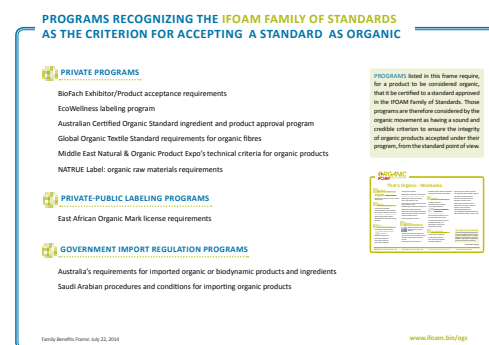 PROGRAMS RECOGNIZING THE IFOAM FAMILY OF STANDARDS
AS THE CRITERION FOR ACCEPTING A STANDARD AS ORGANIC
PRIVATE PROGRAMS
BioFach Exhibitor/Product acceptance requirements
EcoWellness labeling program
Australian Certified Organic Standard ingredient and product approval program
Global Organic Textile Standard requirements for organic fibres
Middle East Natural & Organic Product Expo's technical criteria for organic products
NATRUE Label: organic raw materials requirements
PRIVATE-PUBLIC LABELING PROGRAMS
East African Organic Mark license requirements
GOVERNMENT IMPORT REGULATION PROGRAMS
Australia's requirements for imported organic or biodynamic products and ingredients
Saudi Arabian procedures and conditions for importing organic products
PROGRAMS listed in this frame require,
for a product to be considered organic,
that it be certified to a standard approved
in the IFOAM Family of Standards. Those
programs are therefore considered by the
organic movement as having a sound and
credible criterion to ensure the integrity
of organic products accepted under their
program, from the standard point of view.
ORGANIC
That's Organic - Worldwide.
Family Benefits Frame: July 22, 2014
www.ifoam.bio/ogs